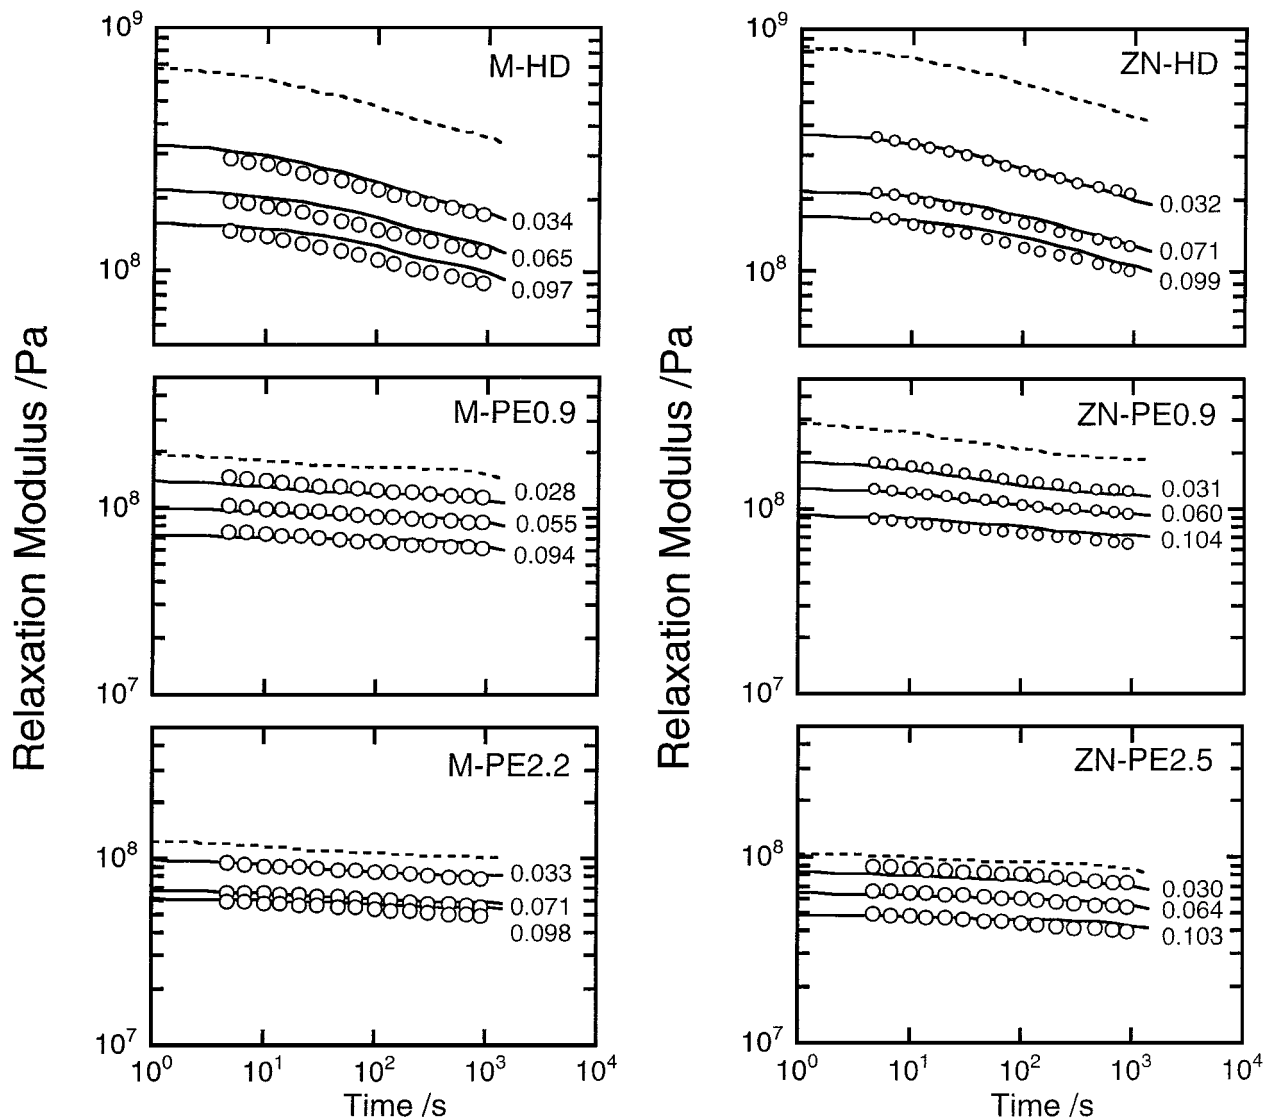 Relaxation Modulus /Pa
10⁹
M-HD
0.034
0.065
10⁸
0.097
M-PE0.9
10⁸
0.028
0.055
0.094
10⁷
M-PE2.2
10⁸
0.033
0.071
0.098
10⁷
10⁰ 10¹ 10² 10³
Time /s
Relaxation Modulus /Pa
10⁹
ZN-HD
0.032
0.071
10⁸
0.099
ZN-PE0.9
10⁸
0.031
0.060
0.104
10⁷
ZN-PE2.5
10⁸
0.030
0.064
0.103
10⁷
10⁰ 10¹ 10² 10³ 10⁴
Time /s